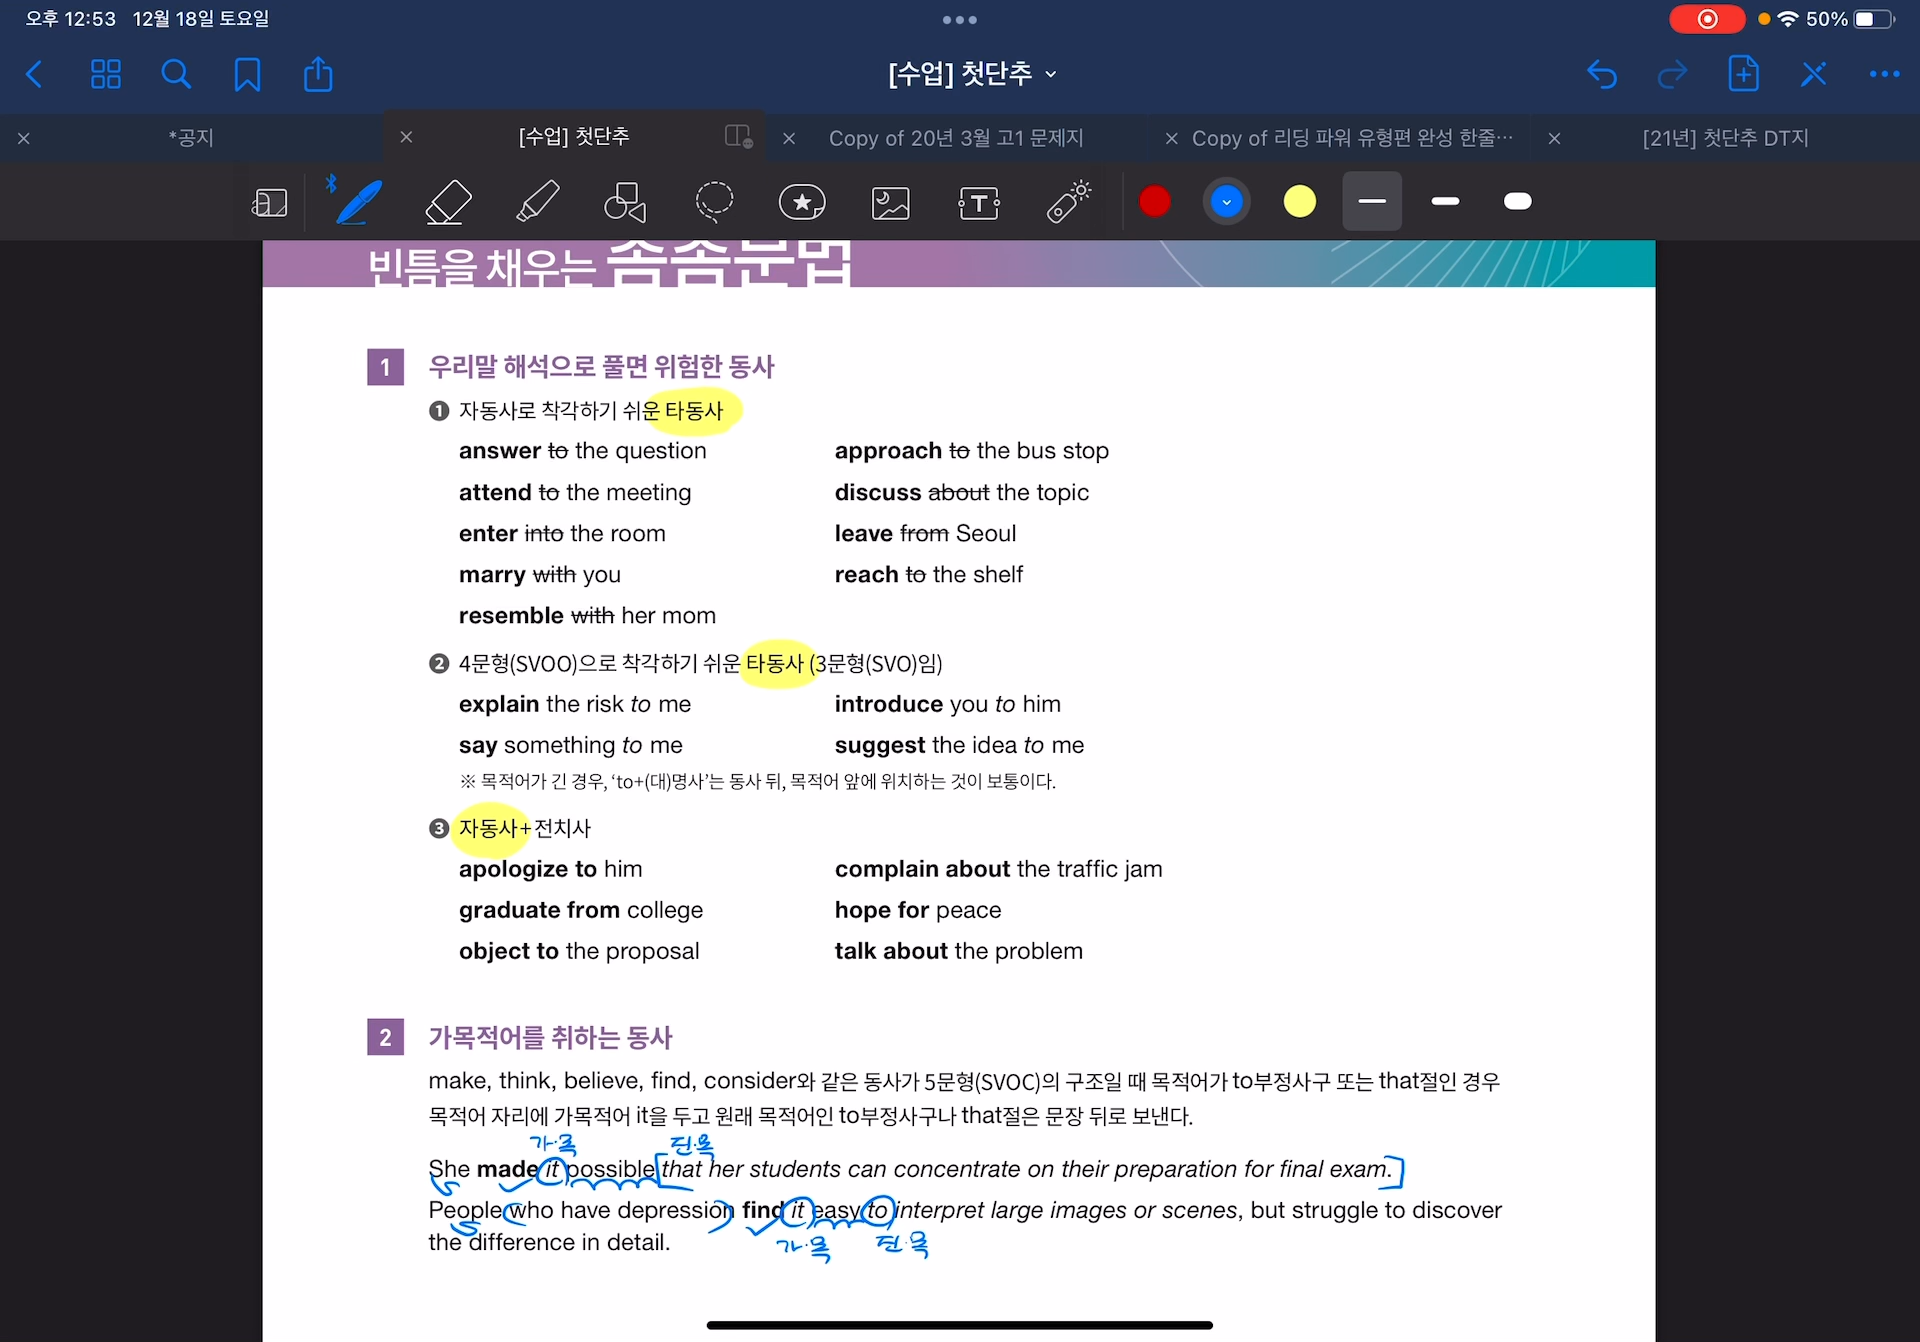 오후 12:53 12월 18일 토요일
50%
[수업] 첫단추
*공지
[수업] 첫단추
Copy of 20년 3월 고1 문제지
Copy of 리딩 파워 유형편 완성 한줄…
[21년] 첫단추 DT지
T
빈틈을 채우는 촘촘문법
1 우리말 해석으로 풀면 위험한 동사
❶ 자동사로 착각하기 쉬운 타동사
answer to the question approach to the bus stop
attend to the meeting discuss about the topic
enter into the room leave from Seoul
marry with you reach to the shelf
resemble with her mom
❷ 4문형(SVOO)으로 착각하기 쉬운 타동사 (3문형(SVO)임)
explain the risk to me introduce you to him
say something to me suggest the idea to me
※ 목적어가 긴 경우, ‘to+(대)명사’는 동사 뒤, 목적어 앞에 위치하는 것이 보통이다.
❸ 자동사+전치사
apologize to him complain about the traffic jam
graduate from college hope for peace
object to the proposal talk about the problem
2 가목적어를 취하는 동사
make, think, believe, find, consider와 같은 동사가 5문형(SVOC)의 구조일 때 목적어가 to부정사구 또는 that절인 경우
목적어 자리에 가목적어 it을 두고 원래 목적어인 to부정사구나 that절은 문장 뒤로 보낸다.
가·목 진·목
She made it possible [that her students can concentrate on their preparation for final exam.]
S
People (who have depression) find it easy to interpret large images or scenes, but struggle to discover
S
the difference in detail.
가·목 진·목